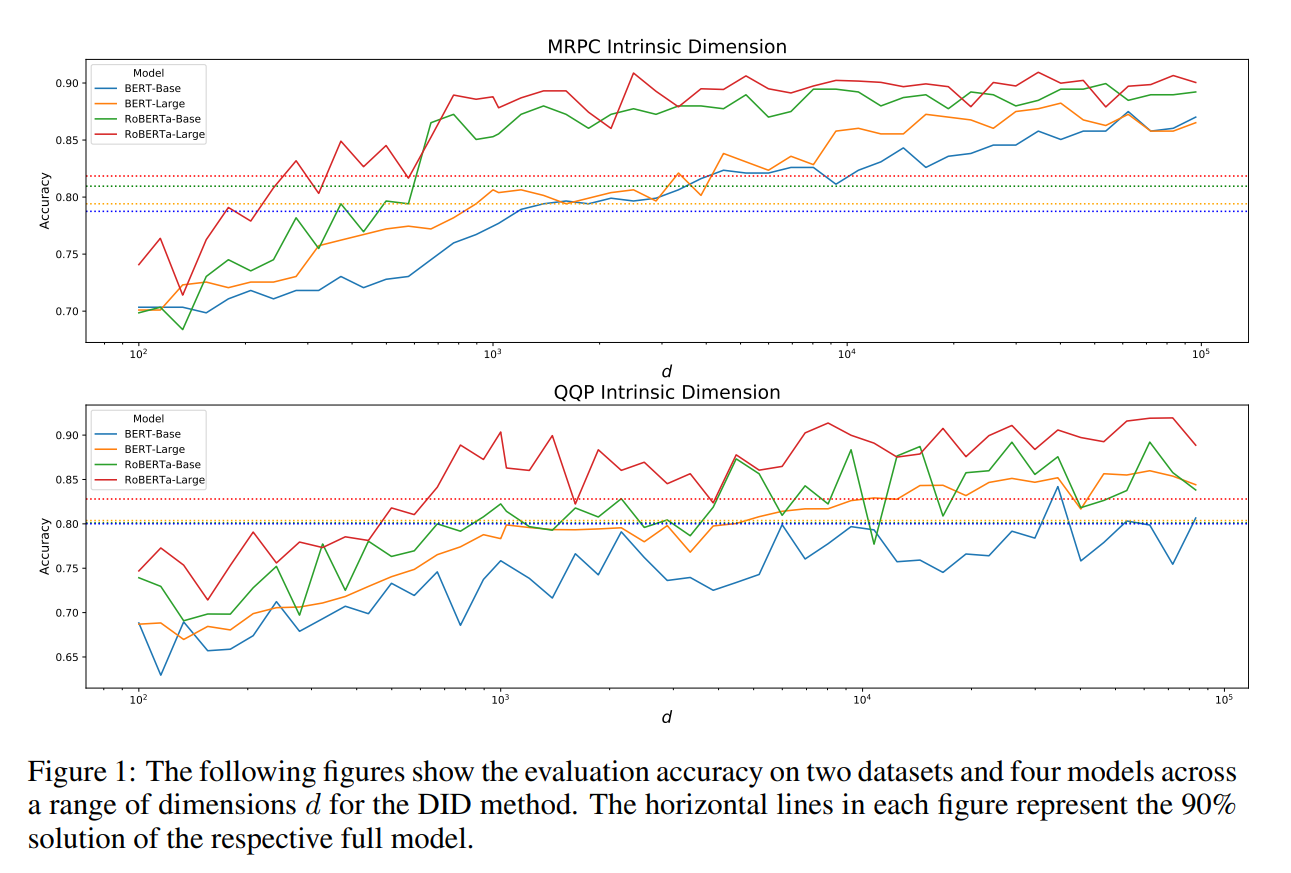 MRPC Intrinsic Dimension
Model
BERT-Base
BERT-Large
RoBERTa-Base
RoBERTa-Large
Accuracy
0.90
0.85
0.80
0.75
0.70
10²
10³
10⁴
10⁵
d
QQP Intrinsic Dimension
Model
BERT-Base
BERT-Large
RoBERTa-Base
RoBERTa-Large
Accuracy
0.90
0.85
0.80
0.75
0.70
0.65
10²
10³
10⁴
10⁵
d
Figure 1: The following figures show the evaluation accuracy on two datasets and four models across
a range of dimensions d for the DID method. The horizontal lines in each figure represent the 90%
solution of the respective full model.